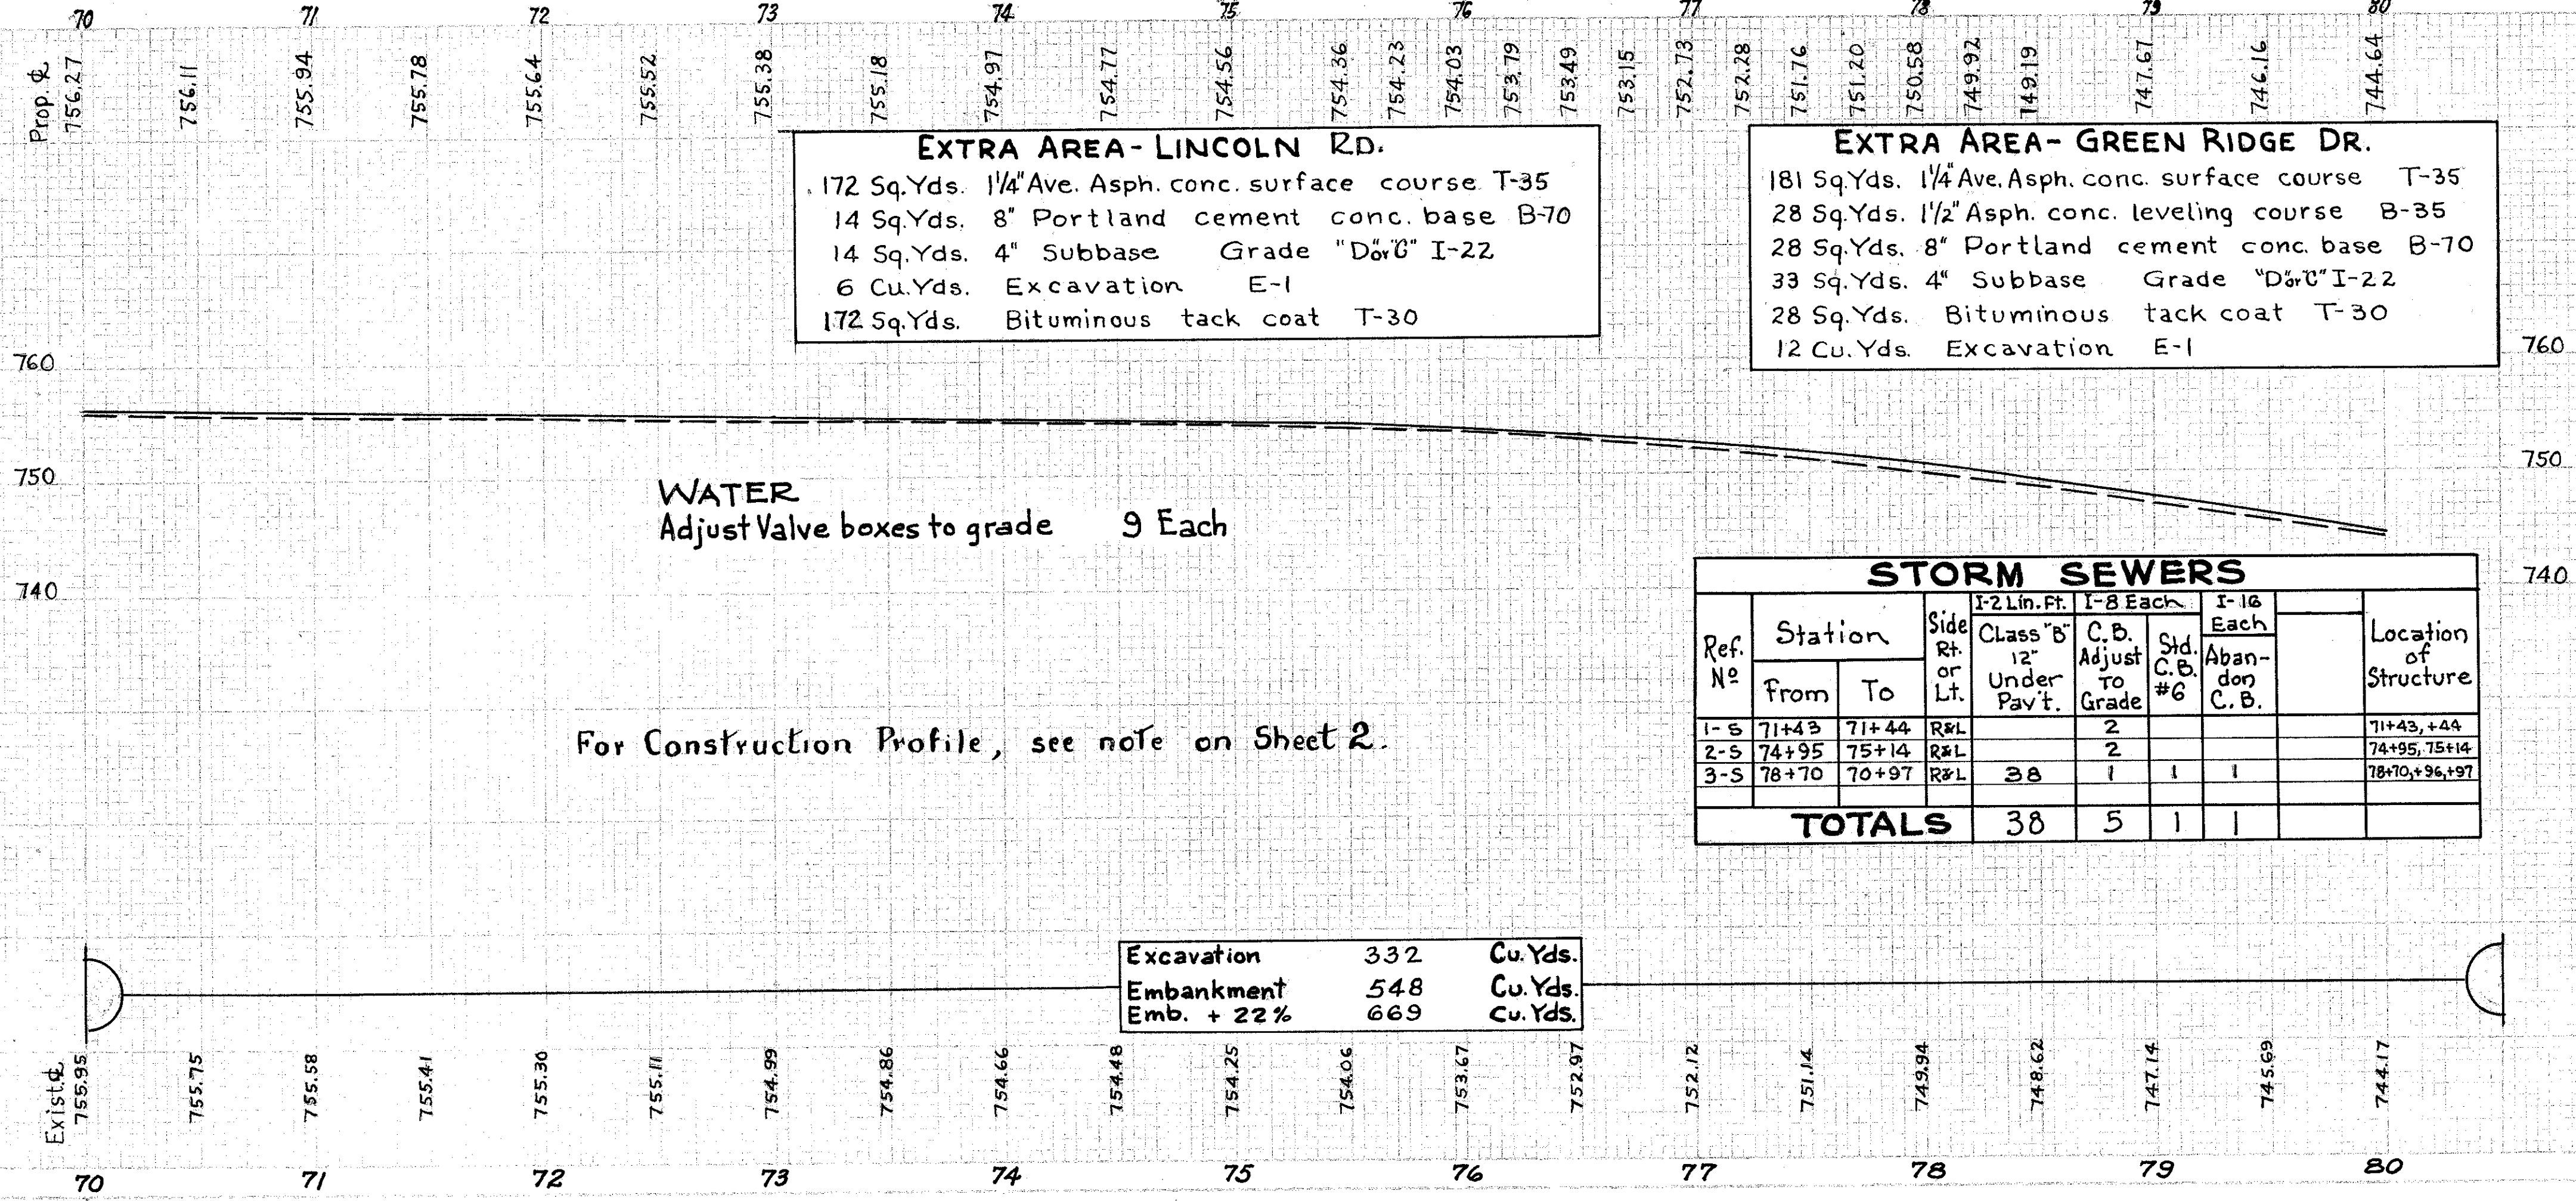 70 71 72 73 74 75 76 77 78 79 80
Prop. ℄ 756.27 756.11 755.94 755.78 755.64 755.52 755.38 755.18 754.97 754.77 754.56 754.36 754.23 754.03 753.79 753.49 753.15 752.73 752.28 751.76 751.20 750.58 749.92 749.19 747.67 746.16 744.64
EXTRA AREA - LINCOLN RD.
172 Sq.Yds. 1¼" Ave. Asph. conc. surface course T-35
14 Sq.Yds. 8" Portland cement conc. base B-70
14 Sq.Yds. 4" Subbase Grade "D" or "C" I-22
6 Cu.Yds. Excavation E-1
172 Sq.Yds. Bituminous tack coat T-30
EXTRA AREA - GREEN RIDGE DR.
181 Sq.Yds. 1¼" Ave. Asph. conc. surface course T-35
28 Sq.Yds. 1½" Asph. conc. leveling course B-35
28 Sq.Yds. 8" Portland cement conc. base B-70
33 Sq.Yds. 4" Subbase Grade "D" or "C" I-22
28 Sq.Yds. Bituminous tack coat T-30
12 Cu.Yds. Excavation E-1
760 760
750 750
740 740
WATER
Adjust Valve boxes to grade 9 Each
For Construction Profile, see note on Sheet 2.
STORM SEWERS
Ref. Nº
Station
From To
Side Rt. or Lt.
I-2 Lin. Ft.
CLass "B" 12" Under Pav't.
I-8 Each
C.B. Adjust To Grade
Std. C.B. #6
I-16 Each
Abandon C.B.
Location of Structure
1-S 71+43 71+44 R&L 2 71+43, +44
2-S 74+95 75+14 R&L 2 74+95, 75+14
3-S 78+70 70+97 R&L 38 1 1 1 78+70, +96, +97
TOTALS 38 5 1 1
Excavation 332 Cu.Yds.
Embankment 548 Cu.Yds.
Emb. + 22% 669 Cu.Yds.
Exist ℄ 755.95 755.75 755.58 755.41 755.30 755.11 754.99 754.86 754.66 754.48 754.25 754.06 753.67 752.97 752.12 751.14 749.94 748.62 747.14 745.69 744.17
70 71 72 73 74 75 76 77 78 79 80